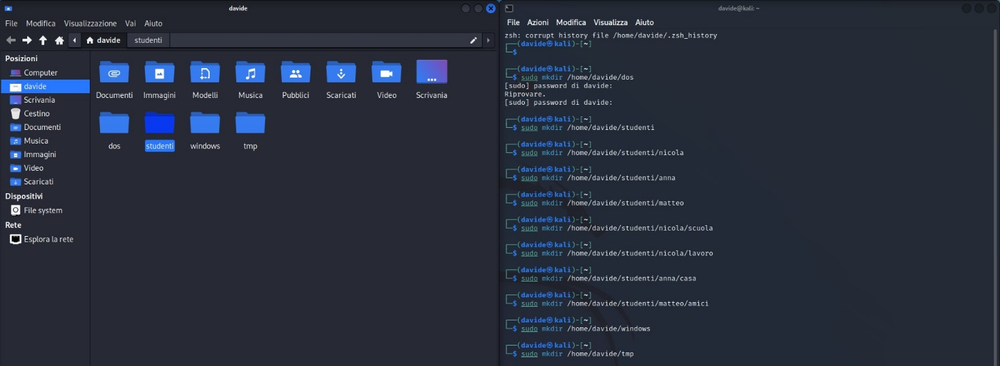 davide
File Modifica Visualizzazione Vai Aiuto
davide studenti
Posizioni
Computer
davide
Scrivania
Cestino
Documenti
Musica
Immagini
Video
Scaricati
Dispositivi
File system
Rete
Esplora la rete
Documenti Immagini Modelli Musica Pubblici Scaricati Video Scrivania
dos studenti windows tmp
davide@kali: ~
File Azioni Modifica Visualizza Aiuto
zsh: corrupt history file /home/davide/.zsh_history
┌──(davide㉿kali)-[~]
└─$
┌──(davide㉿kali)-[~]
└─$ sudo mkdir /home/davide/dos
[sudo] password di davide:
Riprovare.
[sudo] password di davide:
┌──(davide㉿kali)-[~]
└─$ sudo mkdir /home/davide/studenti
┌──(davide㉿kali)-[~]
└─$ sudo mkdir /home/davide/studenti/nicola
┌──(davide㉿kali)-[~]
└─$ sudo mkdir /home/davide/studenti/anna
┌──(davide㉿kali)-[~]
└─$ sudo mkdir /home/davide/studenti/matteo
┌──(davide㉿kali)-[~]
└─$ sudo mkdir /home/davide/studenti/nicola/scuola
┌──(davide㉿kali)-[~]
└─$ sudo mkdir /home/davide/studenti/nicola/lavoro
┌──(davide㉿kali)-[~]
└─$ sudo mkdir /home/davide/studenti/anna/casa
┌──(davide㉿kali)-[~]
└─$ sudo mkdir /home/davide/studenti/matteo/amici
┌──(davide㉿kali)-[~]
└─$ sudo mkdir /home/davide/windows
┌──(davide㉿kali)-[~]
└─$ sudo mkdir /home/davide/tmp